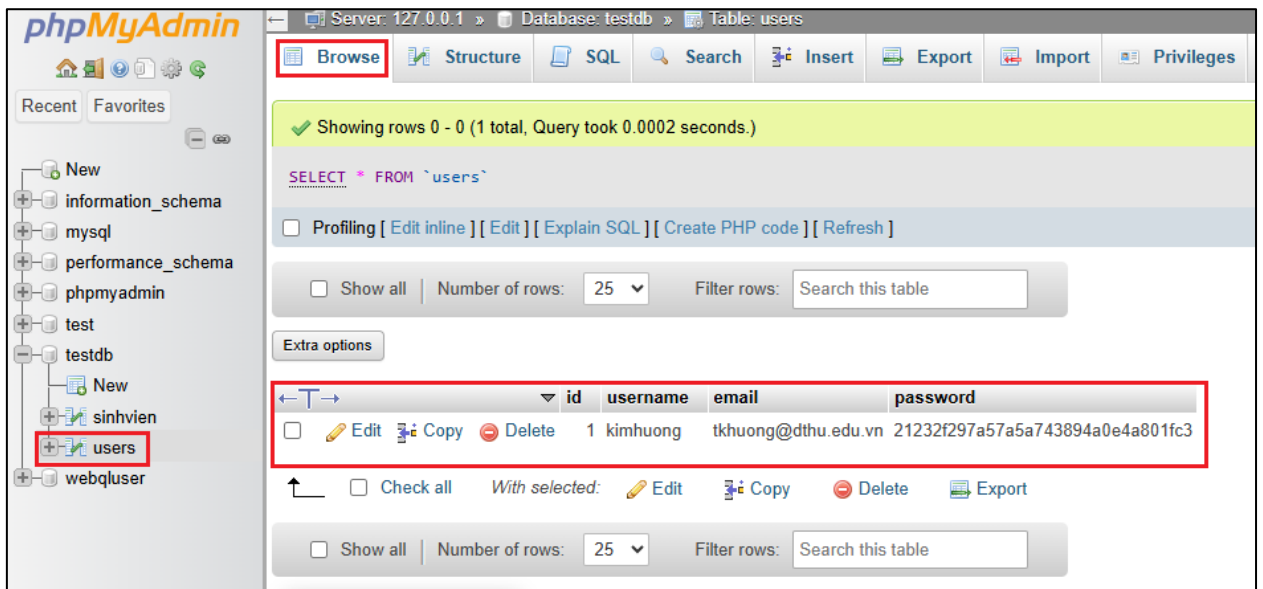 phpMyAdmin
Recent Favorites
New
information_schema
mysql
performance_schema
phpmyadmin
test
testdb
New
sinhvien
users
webqluser
Server: 127.0.0.1 » Database: testdb » Table: users
Browse Structure SQL Search Insert Export Import Privileges
Showing rows 0 - 0 (1 total, Query took 0.0002 seconds.)
SELECT * FROM `users`
Profiling [ Edit inline ] [ Edit ] [ Explain SQL ] [ Create PHP code ] [ Refresh ]
Show all | Number of rows: 25 Filter rows: Search this table
Extra options
←T→ id username email password
Edit Copy Delete 1 kimhuong tkhuong@dthu.edu.vn 21232f297a57a5a743894a0e4a801fc3
Check all With selected: Edit Copy Delete Export
Show all | Number of rows: 25 Filter rows: Search this table